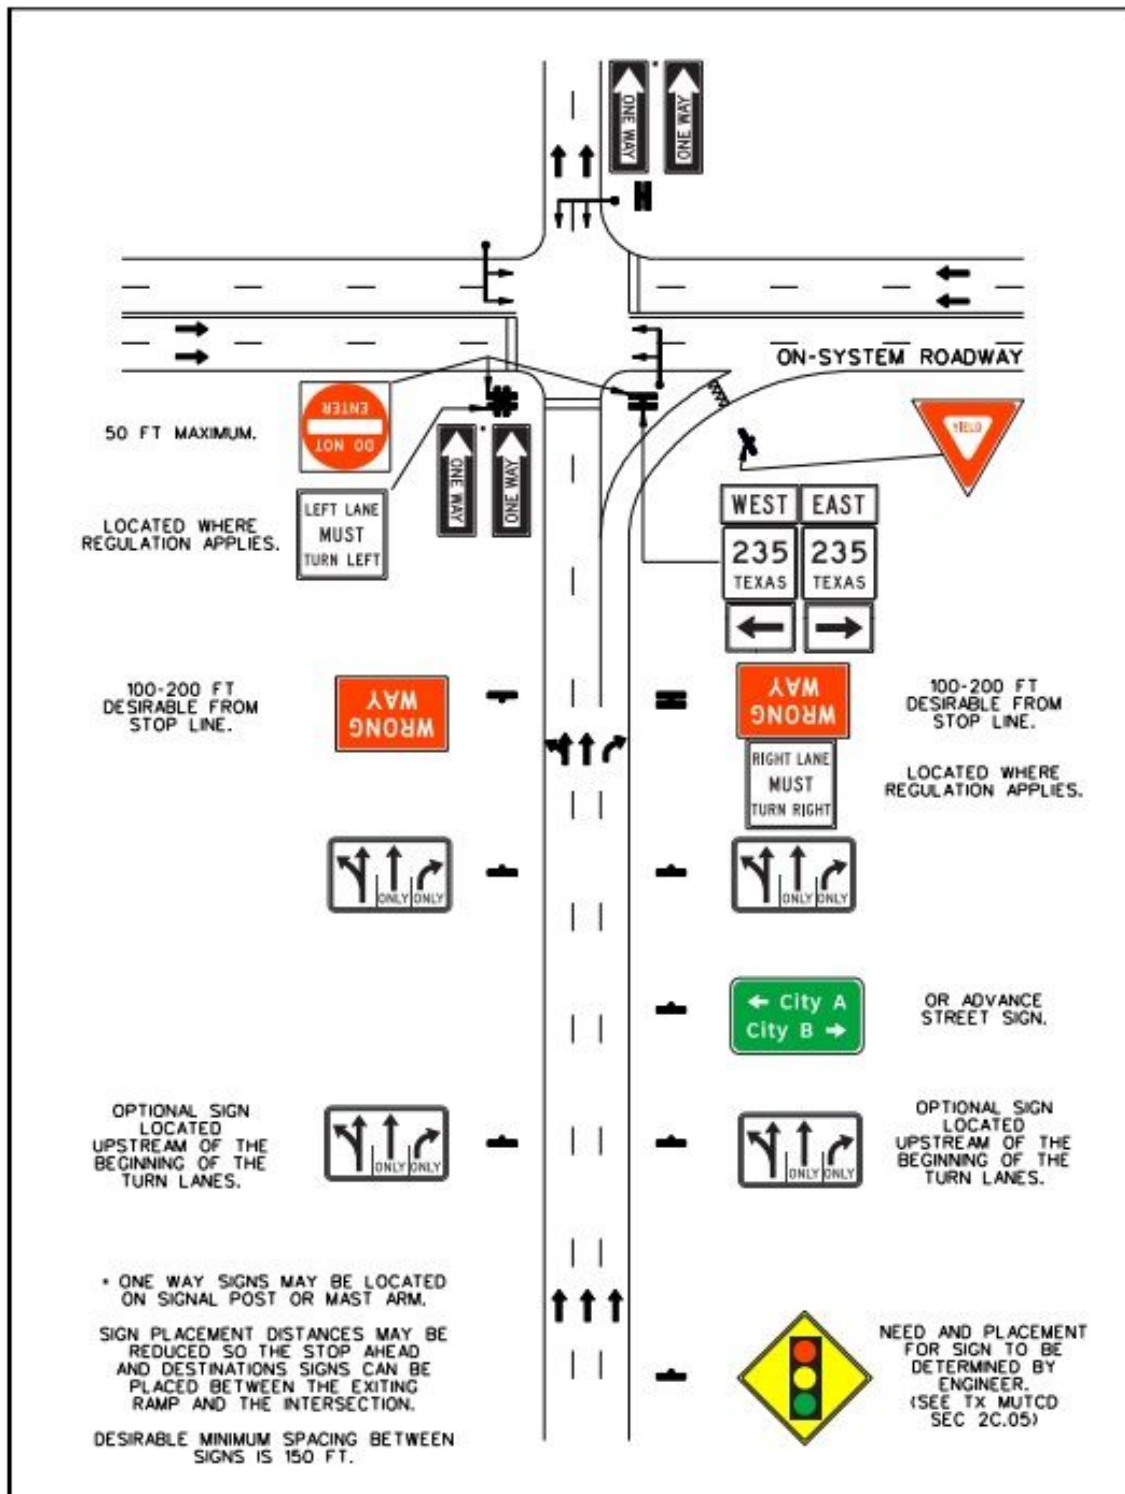 ONE WAY
ONE WAY
ON-SYSTEM ROADWAY
DO NOT
ENTER
50 FT MAXIMUM.
ONE WAY
ONE WAY
YIELD
LEFT LANE
MUST
TURN LEFT
LOCATED WHERE
REGULATION APPLIES.
WEST
235
TEXAS
EAST
235
TEXAS
100-200 FT
DESIRABLE FROM
STOP LINE.
WRONG
WAY
WRONG
WAY
100-200 FT
DESIRABLE FROM
STOP LINE.
RIGHT LANE
MUST
TURN RIGHT
LOCATED WHERE
REGULATION APPLIES.
ONLY ONLY
ONLY ONLY
City A
City B
OR ADVANCE
STREET SIGN.
OPTIONAL SIGN
LOCATED
UPSTREAM OF THE
BEGINNING OF THE
TURN LANES.
ONLY ONLY
ONLY ONLY
OPTIONAL SIGN
LOCATED
UPSTREAM OF THE
BEGINNING OF THE
TURN LANES.
* ONE WAY SIGNS MAY BE LOCATED
ON SIGNAL POST OR MAST ARM.
SIGN PLACEMENT DISTANCES MAY BE
REDUCED SO THE STOP AHEAD
AND DESTINATIONS SIGNS CAN BE
PLACED BETWEEN THE EXITING
RAMP AND THE INTERSECTION.
DESIRABLE MINIMUM SPACING BETWEEN
SIGNS IS 150 FT.
NEED AND PLACEMENT
FOR SIGN TO BE
DETERMINED BY
ENGINEER.
(SEE TX MUTCD
SEC 2C.05)